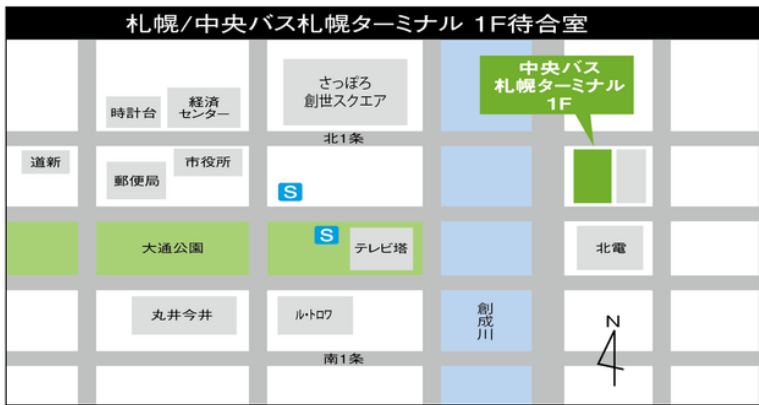 札幌/中央バス札幌ターミナル 1F待合室
さっぽろ
創世スクエア
中央バス
札幌ターミナル
1F
時計台
経済
センター
北1条
道新
郵便局
市役所
S
大通公園
S
テレビ塔
北電
丸井今井
ル・トロワ
創成川
N
南1条